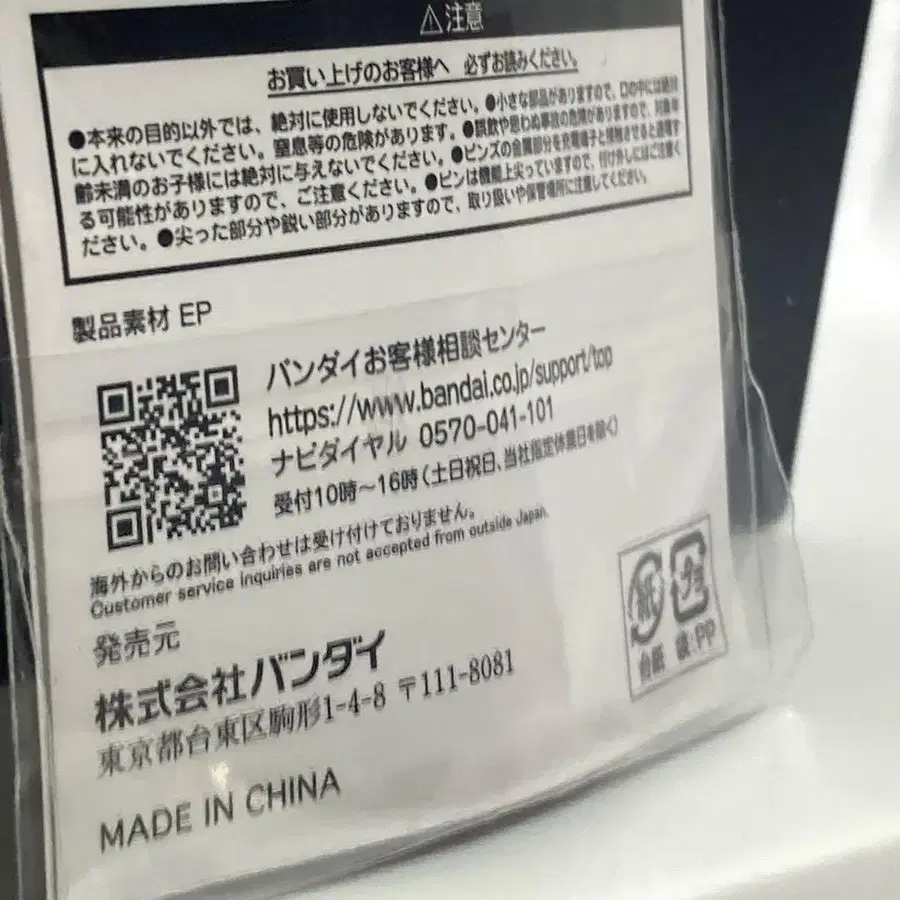 ⚠注意
お買い上げのお客様へ 必ずお読みください。
●本来の目的以外では、絶対に使用しないでください。●小さな部品がありますので、口の中には絶対
に入れないでください。窒息等の危険があります。●誤飲や思わぬ事故の危険がありますので、対象年
齢未満のお子様には絶対に与えないでください。●ピンズの金属部分を充電端子と接触させると過電す
る可能性がありますので、ご注意ください。●ピンは機能上尖っていますので、付け外しにはご注意く
ださい。●尖った部分や鋭い部分がありますので、取り扱いや保管場所に注意してください。
製品素材 EP
バンダイお客様相談センター
https://www.bandai.co.jp/support/top
ナビダイヤル 0570-041-101
受付10時～16時(土日祝日、当社指定休業日を除く)
海外からのお問い合わせは受け付けておりません。
Customer service inquiries are not accepted from outside Japan.
発売元
株式会社バンダイ
東京都台東区駒形1-4-8 〒111-8081
紙 プラ
台紙 袋:PP
MADE IN CHINA